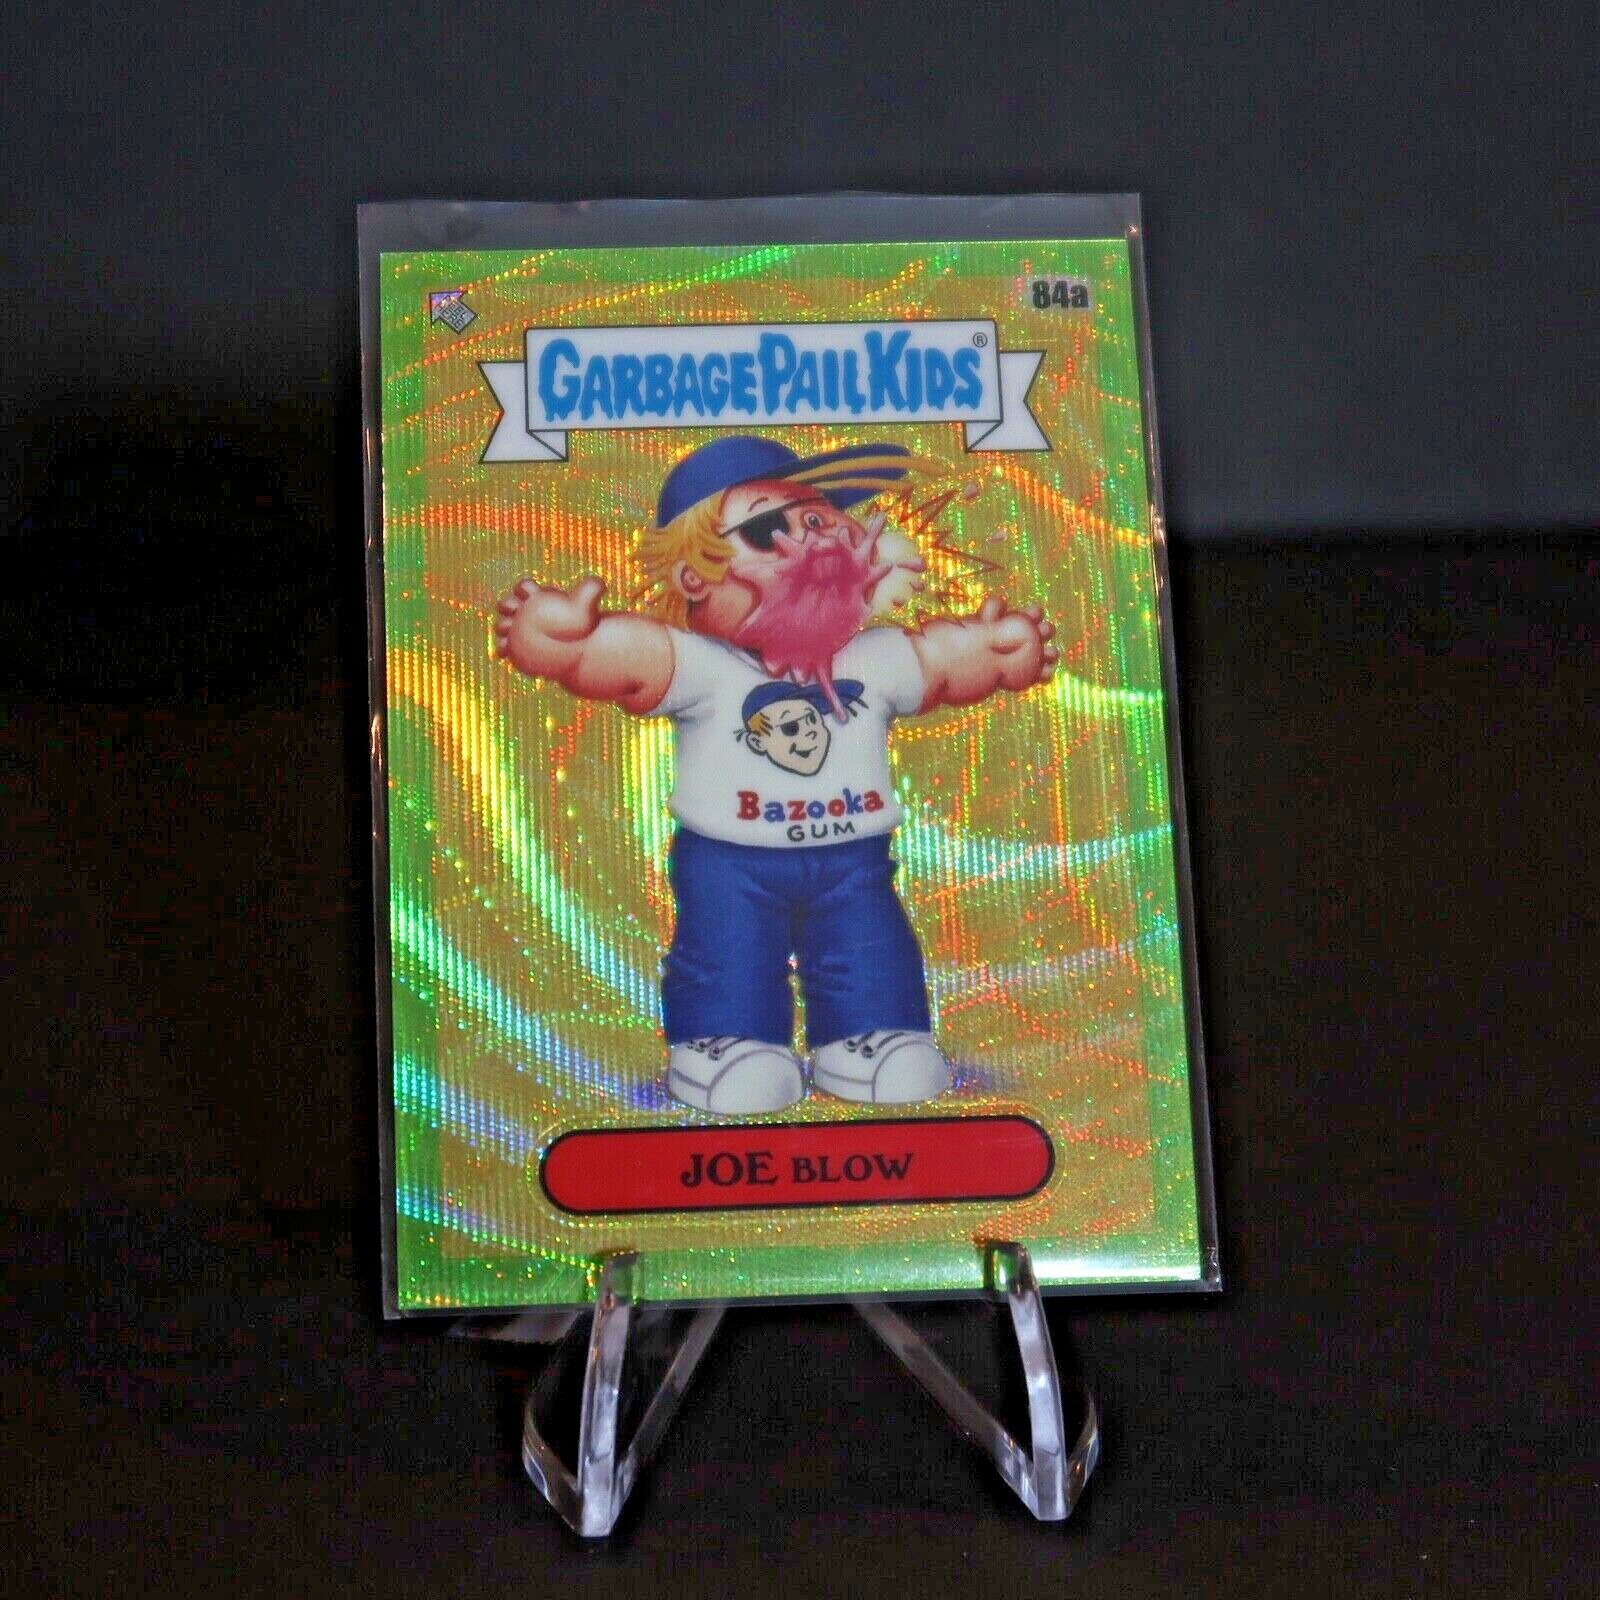 84a
GARBAGE PAIL KIDS®
Bazooka
GUM
JOE BLOW